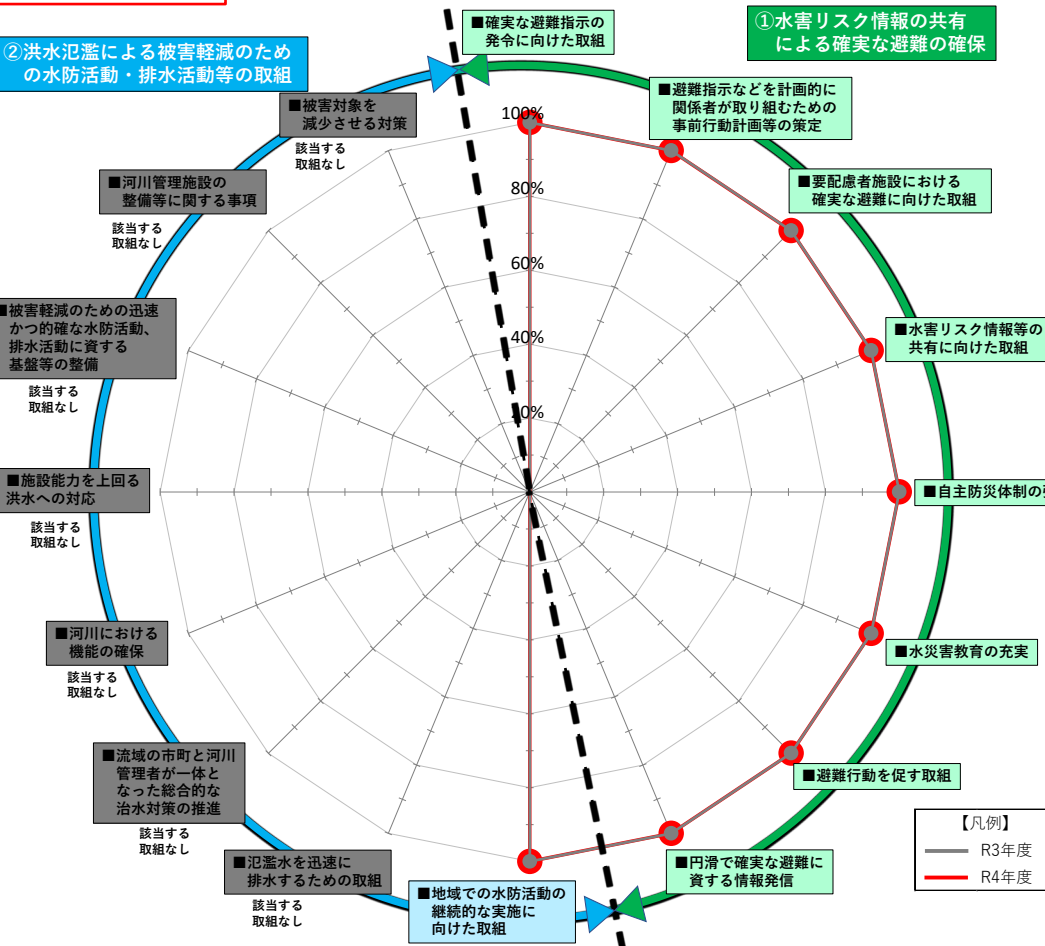 ■確実な避難指示の
発令に向けた取組
①水害リスク情報の共有
による確実な避難の確保
②洪水氾濫による被害軽減のため
の水防活動・排水活動等の取組
■被害対象を
減少させる対策
該当する
取組なし
■避難指示などを計画的に
関係者が取り組むための
事前行動計画等の策定
100%
80%
60%
40%
20%
■河川管理施設の
整備等に関する事項
該当する
取組なし
■要配慮者施設における
確実な避難に向けた取組
■被害軽減のための迅速
かつ的確な水防活動、
排水活動に資する
基盤等の整備
該当する
取組なし
■水害リスク情報等の
共有に向けた取組
■施設能力を上回る
洪水への対応
該当する
取組なし
■自主防災体制の
■河川における
機能の確保
該当する
取組なし
■水災害教育の充実
■流域の市町と河川
管理者が一体と
なった総合的な
治水対策の推進
該当する
取組なし
■避難行動を促す取組
■氾濫水を迅速に
排水するための取組
該当する
取組なし
■地域での水防活動の
継続的な実施に
向けた取組
■円滑で確実な避難に
資する情報発信
【凡例】
R3年度
R4年度